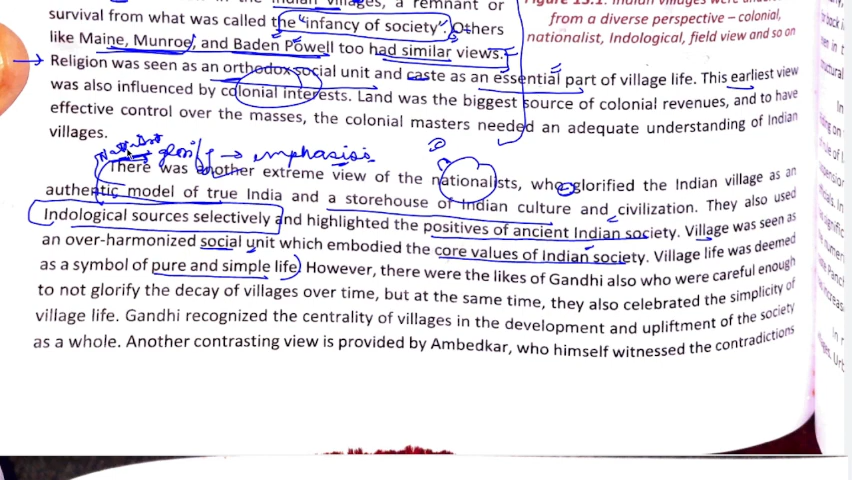 villages, a remnant or
survival from what was called the "infancy of society". Others
like Maine, Munroe, and Baden Powell too had similar views.
Religion was seen as an orthodox social unit and caste as an essential part of village life. This earliest view
was also influenced by colonial interests. Land was the biggest source of colonial revenues, and to have
effective control over the masses, the colonial masters needed an adequate understanding of Indian
villages.
from a diverse perspective – colonial,
nationalist, Indological, field view and so on
glorify → emphasis
There was another extreme view of the nationalists, who glorified the Indian village as an
authentic model of true India and a storehouse of Indian culture and civilization. They also used
Indological sources selectively and highlighted the positives of ancient Indian society. Village was seen as
an over-harmonized social unit which embodied the core values of Indian society. Village life was deemed
as a symbol of pure and simple life. However, there were the likes of Gandhi also who were careful enough
to not glorify the decay of villages over time, but at the same time, they also celebrated the simplicity of
village life. Gandhi recognized the centrality of villages in the development and upliftment of the society
as a whole. Another contrasting view is provided by Ambedkar, who himself witnessed the contradictions